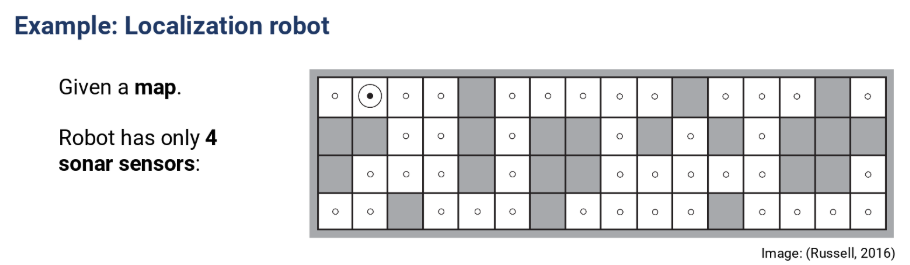 Example: Localization robot
Given a map.
Robot has only 4
sonar sensors:
Image: (Russell, 2016)